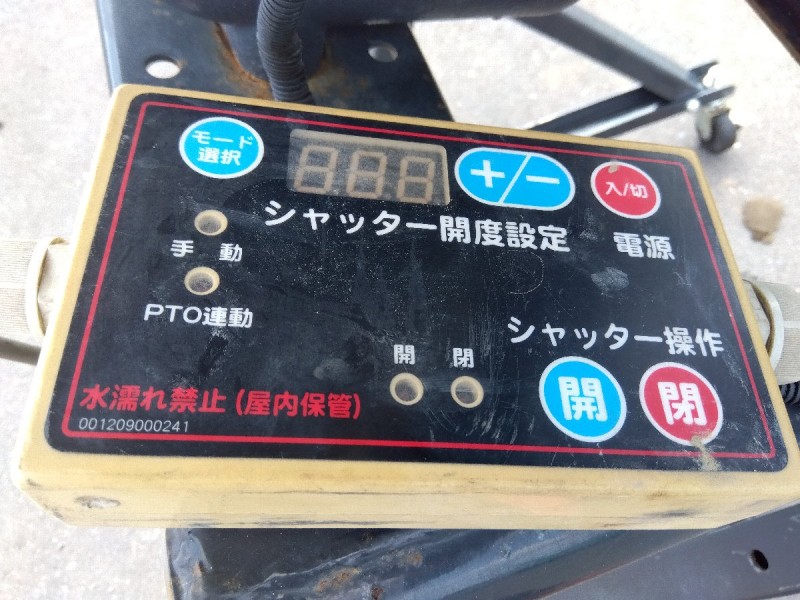 モード
選択
+/−
入/切
シャッター開度設定
電源
手動
PTO連動
開 閉
シャッター操作
開 閉
水濡れ禁止(屋内保管)
001209000241